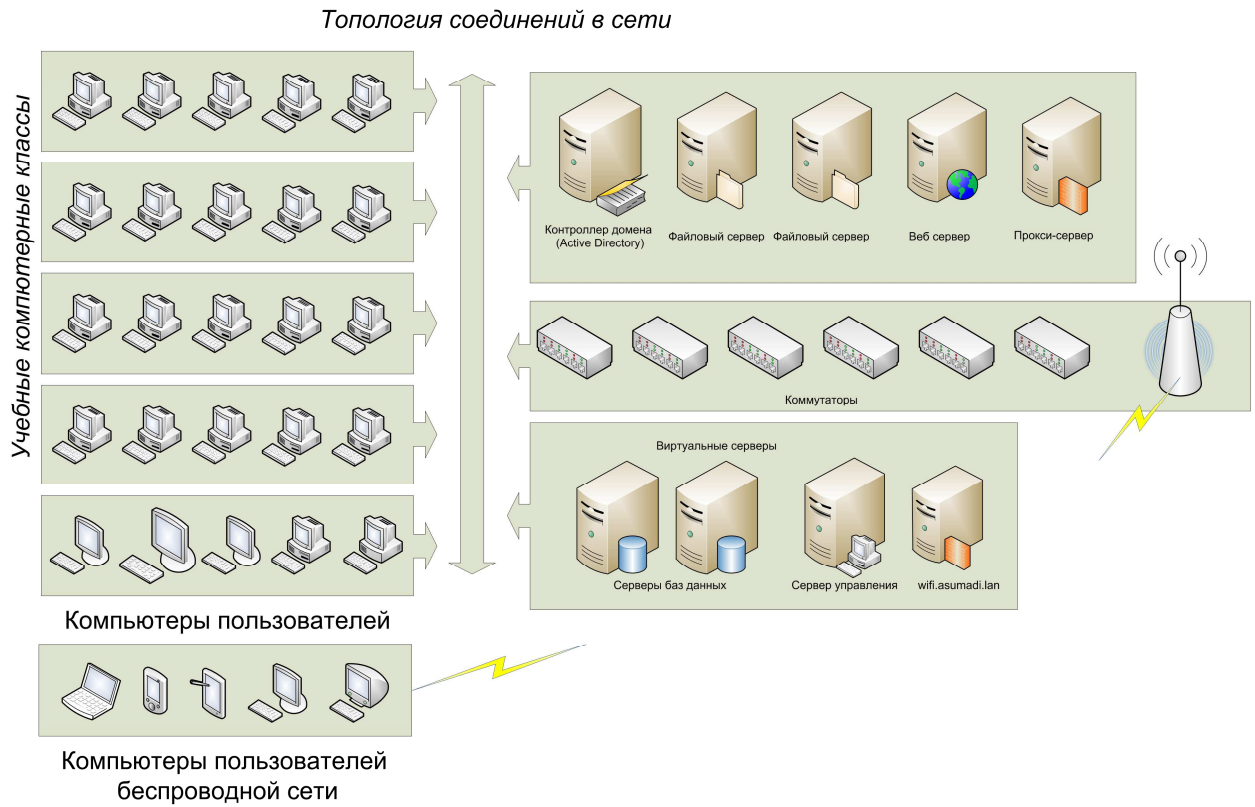 Топология соединений в сети
Учебные компьютерные классы
Контроллер домена
(Active Directory)
Файловый сервер
Файловый сервер
Веб сервер
Прокси-сервер
Коммутаторы
Виртуальные серверы
Серверы баз данных
Сервер управления
wifi.asumadi.lan
Компьютеры пользователей
Компьютеры пользователей
беспроводной сети